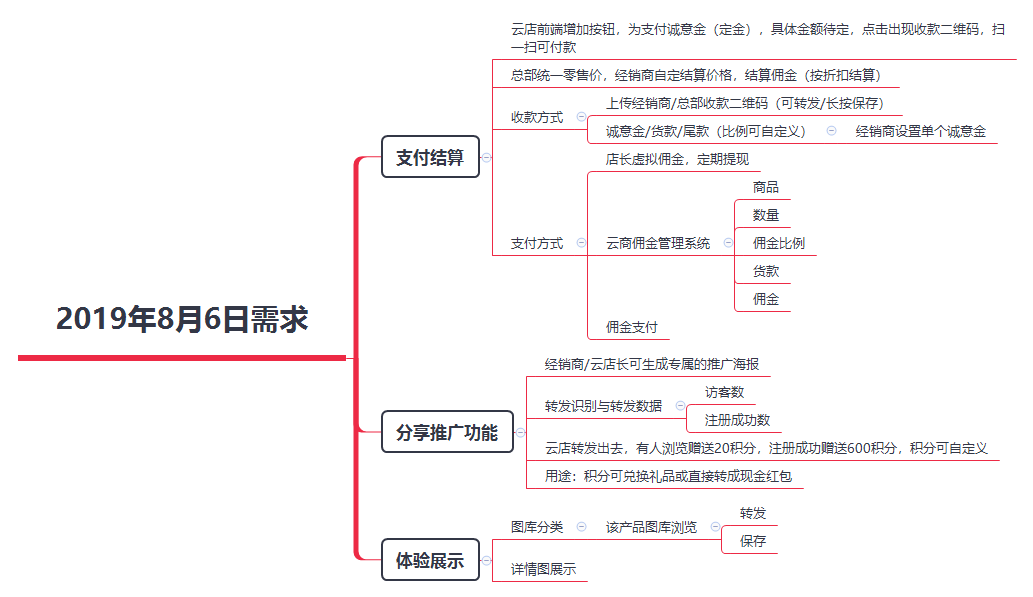 2019年8月6日需求
支付结算
云店前端增加按钮，为支付诚意金（定金），具体金额待定，点击出现收款二维码，扫
一扫可付款
总部统一零售价，经销商自定结算价格，结算佣金（按折扣结算）
收款方式
上传经销商/总部收款二维码（可转发/长按保存）
诚意金/货款/尾款（比例可自定义）
经销商设置单个诚意金
支付方式
店长虚拟佣金，定期提现
云商佣金管理系统
商品
数量
佣金比例
货款
佣金
佣金支付
分享推广功能
经销商/云店长可生成专属的推广海报
转发识别与转发数据
访客数
注册成功数
云店转发出去，有人浏览赠送20积分，注册成功赠送600积分，积分可自定义
用途：积分可兑换礼品或直接转成现金红包
体验展示
图库分类
该产品图库浏览
转发
保存
详情图展示